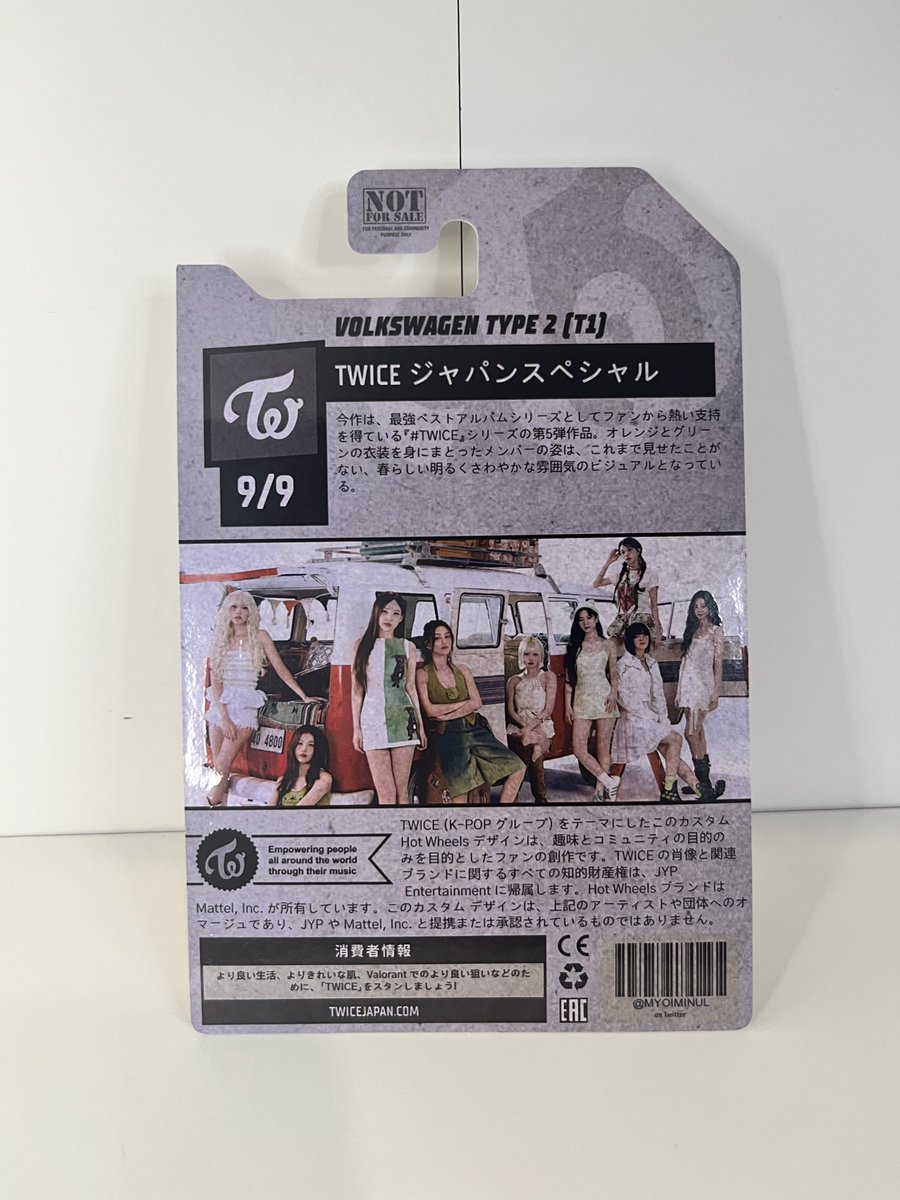 NOT
FOR SALE
FOR PERSONAL AND COMMUNITY
PURPOSE ONLY
VOLKSWAGEN TYPE 2 (T1)
TWICE ジャパンスペシャル
9/9
今作は、最強ベストアルバムシリーズとしてファンから熱い支持
を得ている『#TWICE』シリーズの第5弾作品。オレンジとグリー
ンの衣装を身にまとったメンバーの姿は、これまで見せたことが
ない、春らしい明るくさわやかな雰囲気のビジュアルとなってい
る。
4800
Empowering people
all around the world
through their music
TWICE (K-POP グループ) をテーマにしたこのカスタム
Hot Wheels デザインは、趣味とコミュニティの目的の
みを目的としたファンの創作です。TWICE の肖像と関連
ブランドに関するすべての知的財産権は、JYP
Entertainment に帰属します。Hot Wheels ブランドは
Mattel, Inc. が所有しています。このカスタム デザインは、上記のアーティストや団体へのオ
マージュであり、JYP や Mattel, Inc. と提携または承認されているものではありません。
消費者情報
より良い生活、よりきれいな肌、Valorant でのより良い狙いなどのた
めに、「TWICE」をスタンしましょう!
TWICEJAPAN.COM
CE
EAC
@MYOIMINUL
on Twitter